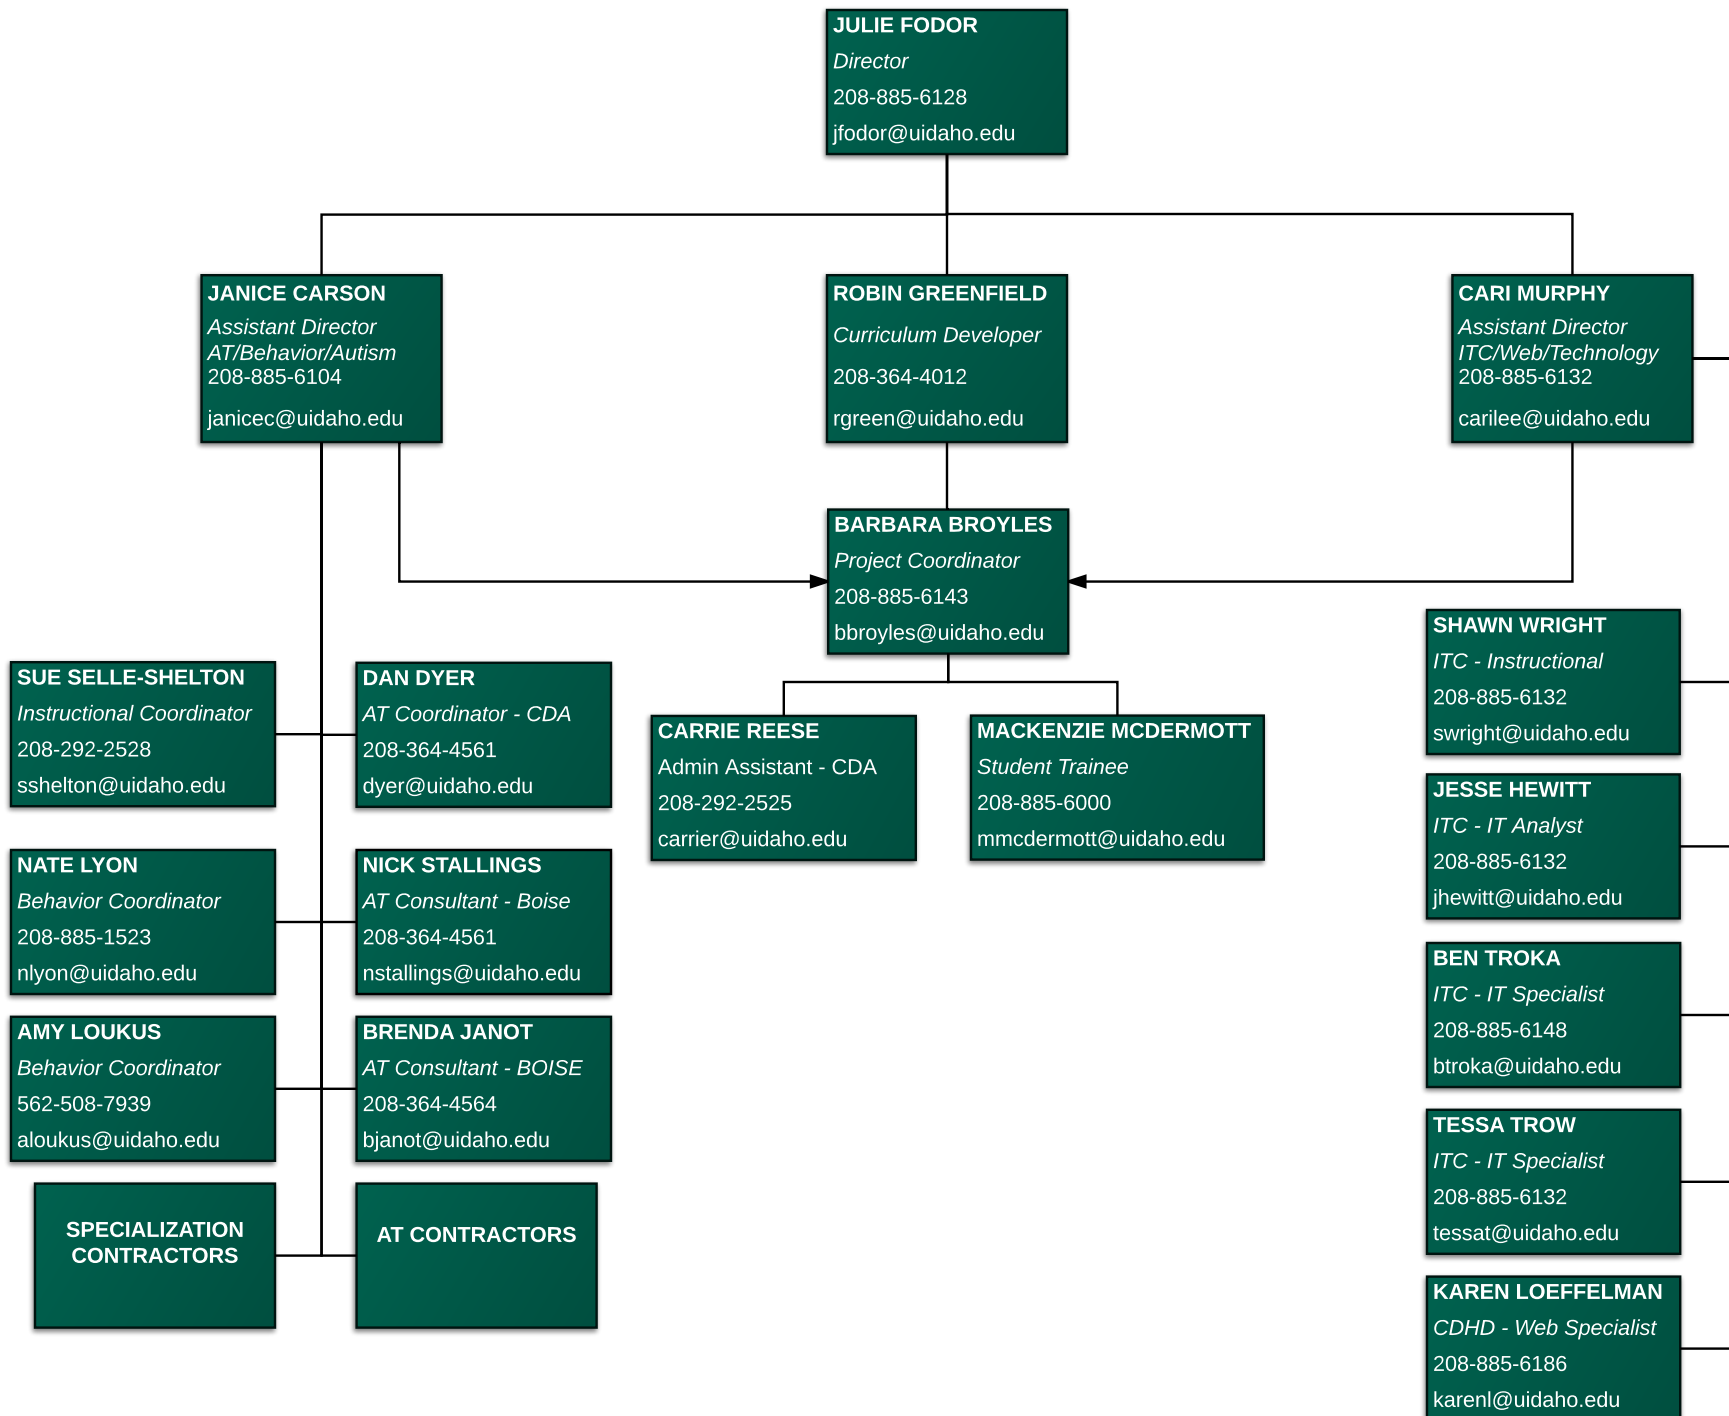 JULIE FODOR
Director
208-885-6128
jfodor@uidaho.edu
JANICE CARSON
Assistant Director
AT/Behavior/Autism
208-885-6104
janicec@uidaho.edu
ROBIN GREENFIELD
Curriculum Developer
208-364-4012
rgreen@uidaho.edu
CARI MURPHY
Assistant Director
ITC/Web/Technology
208-885-6132
carilee@uidaho.edu
BARBARA BROYLES
Project Coordinator
208-885-6143
bbroyles@uidaho.edu
SUE SELLE-SHELTON
Instructional Coordinator
208-292-2528
sshelton@uidaho.edu
DAN DYER
AT Coordinator - CDA
208-364-4561
dyer@uidaho.edu
CARRIE REESE
Admin Assistant - CDA
208-292-2525
carrier@uidaho.edu
MACKENZIE MCDERMOTT
Student Trainee
208-885-6000
mmcdermott@uidaho.edu
NATE LYON
Behavior Coordinator
208-885-1523
nlyon@uidaho.edu
NICK STALLINGS
AT Consultant - Boise
208-364-4561
nstallings@uidaho.edu
AMY LOUKUS
Behavior Coordinator
562-508-7939
aloukus@uidaho.edu
BRENDA JANOT
AT Consultant - BOISE
208-364-4564
bjanot@uidaho.edu
SPECIALIZATION
CONTRACTORS
AT CONTRACTORS
SHAWN WRIGHT
ITC - Instructional
208-885-6132
swright@uidaho.edu
JESSE HEWITT
ITC - IT Analyst
208-885-6132
jhewitt@uidaho.edu
BEN TROKA
ITC - IT Specialist
208-885-6148
btroka@uidaho.edu
TESSA TROW
ITC - IT Specialist
208-885-6132
tessat@uidaho.edu
KAREN LOEFFELMAN
CDHD - Web Specialist
208-885-6186
karenl@uidaho.edu